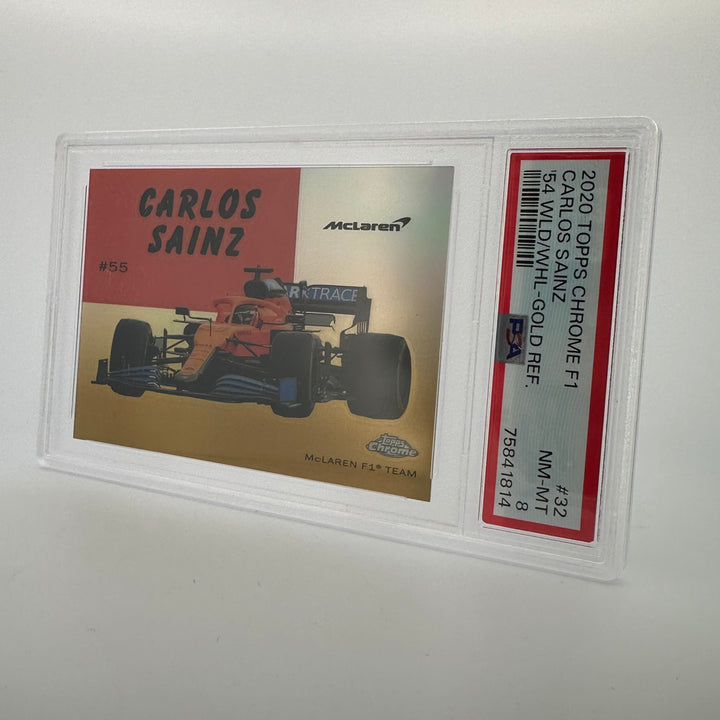 CARLOS
SAINZ
#55
McLaren
RKTRACE
Topps
Chrome
McLAREN F1® TEAM
2020 TOPPS CHROME F1
CARLOS SAINZ
'54 WLD/WHL-GOLD REF.
PSA
#32
NM-MT
8
75841814